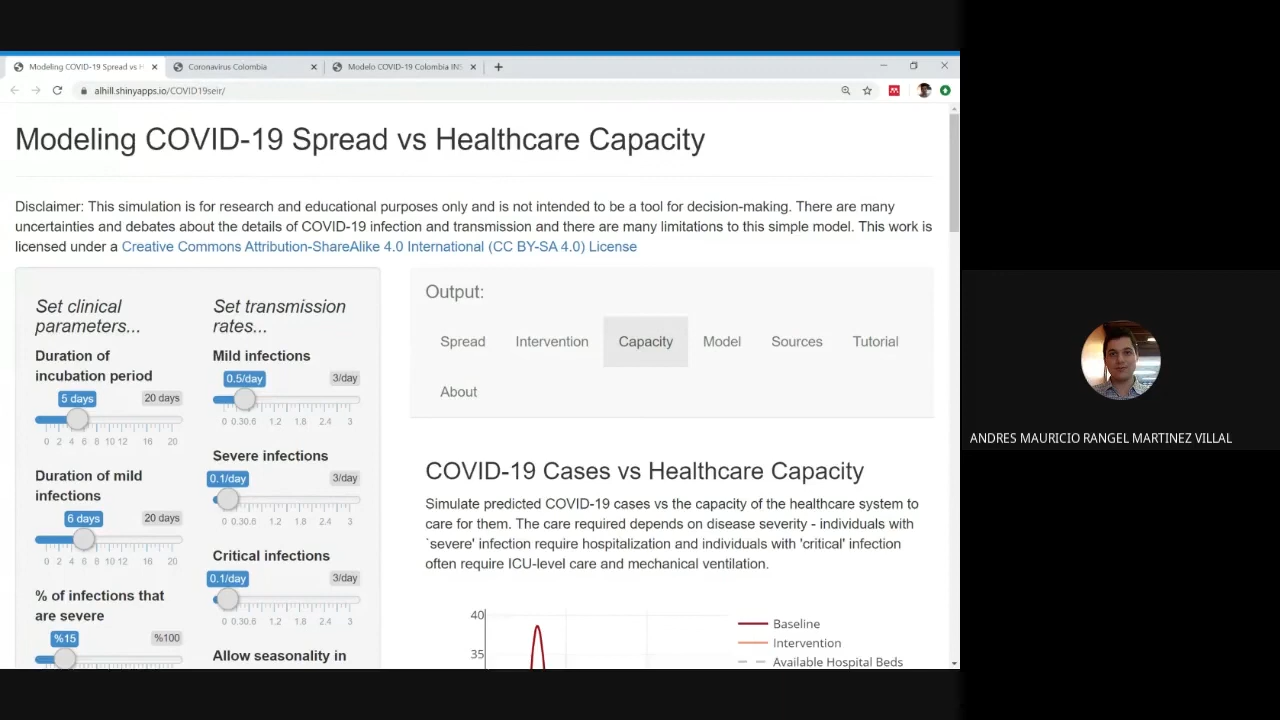 Modeling COVID-19 Spread vs H
Coronavirus Colombia
Modelo COVID-19 Colombia INS
alhill.shinyapps.io/COVID19seir/
Modeling COVID-19 Spread vs Healthcare Capacity
Disclaimer: This simulation is for research and educational purposes only and is not intended to be a tool for decision-making. There are many
uncertainties and debates about the details of COVID-19 infection and transmission and there are many limitations to this simple model. This work is
licensed under a Creative Commons Attribution-ShareAlike 4.0 International (CC BY-SA 4.0) License
Set clinical
parameters...
Duration of
incubation period
5 days 20 days
0 2 4 6 8 10 12 16 20
Duration of mild
infections
6 days 20 days
0 2 4 6 8 10 12 16 20
% of infections that
are severe
%15 %100
Set transmission
rates...
Mild infections
0.5/day 3/day
0 0.30.6 1.2 1.8 2.4 3
Severe infections
0.1/day 3/day
0 0.30.6 1.2 1.8 2.4 3
Critical infections
0.1/day 3/day
0 0.30.6 1.2 1.8 2.4 3
Allow seasonality in
Output:
Spread Intervention Capacity Model Sources Tutorial
About
COVID-19 Cases vs Healthcare Capacity
Simulate predicted COVID-19 cases vs the capacity of the healthcare system to
care for them. The care required depends on disease severity - individuals with
`severe' infection require hospitalization and individuals with 'critical' infection
often require ICU-level care and mechanical ventilation.
40
35
Baseline
Intervention
Available Hospital Beds
ANDRES MAURICIO RANGEL MARTINEZ VILLAL